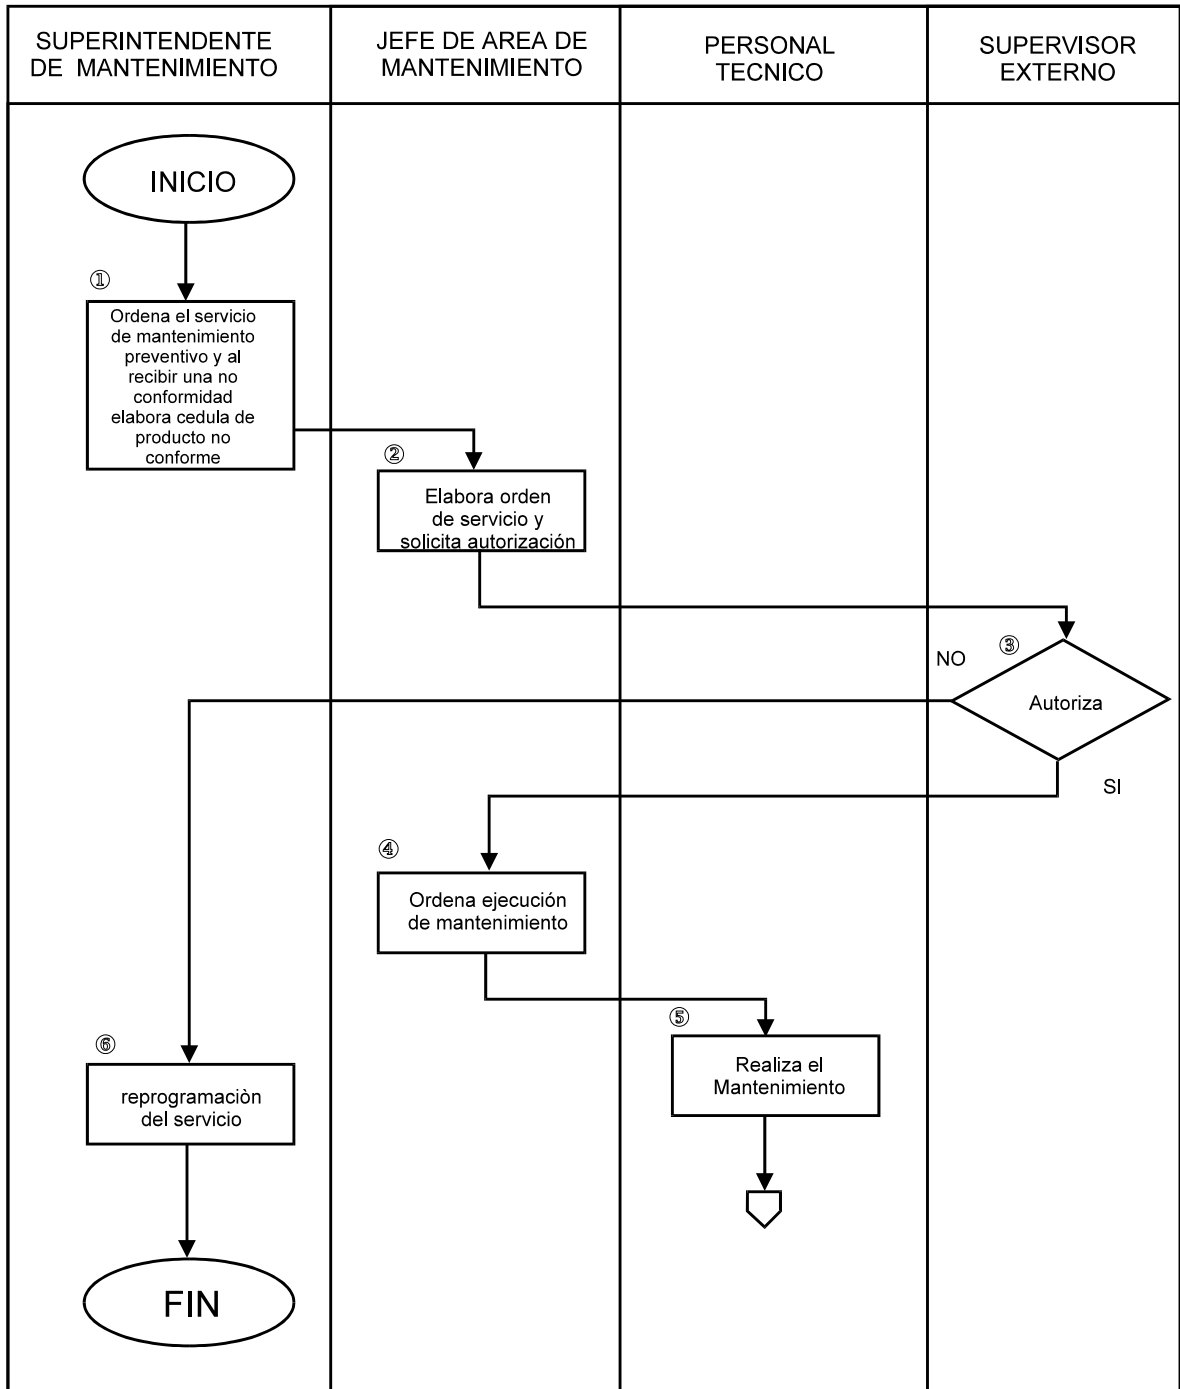 SUPERINTENDENTE
DE MANTENIMIENTO
JEFE DE AREA DE
MANTENIMIENTO
PERSONAL
TECNICO
SUPERVISOR
EXTERNO
INICIO
①
Ordena el servicio
de mantenimiento
preventivo y al
recibir una no
conformidad
elabora cedula de
producto no
conforme
②
Elabora orden
de servicio y
solicita autorización
③
NO
Autoriza
SI
④
Ordena ejecución
de mantenimiento
⑤
Realiza el
Mantenimiento
⑥
reprogramaciòn
del servicio
FIN